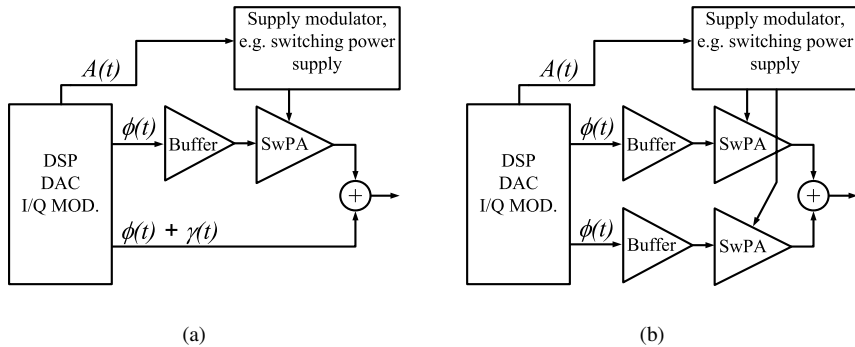 Supply modulator,
e.g. switching power
supply
A(t)
ϕ(t)
Buffer
SwPA
DSP
DAC
I/Q MOD.
+
ϕ(t) + γ(t)
(a)
Supply modulator,
e.g. switching power
supply
A(t)
ϕ(t)
Buffer
SwPA
DSP
DAC
I/Q MOD.
+
ϕ(t)
Buffer
SwPA
(b)